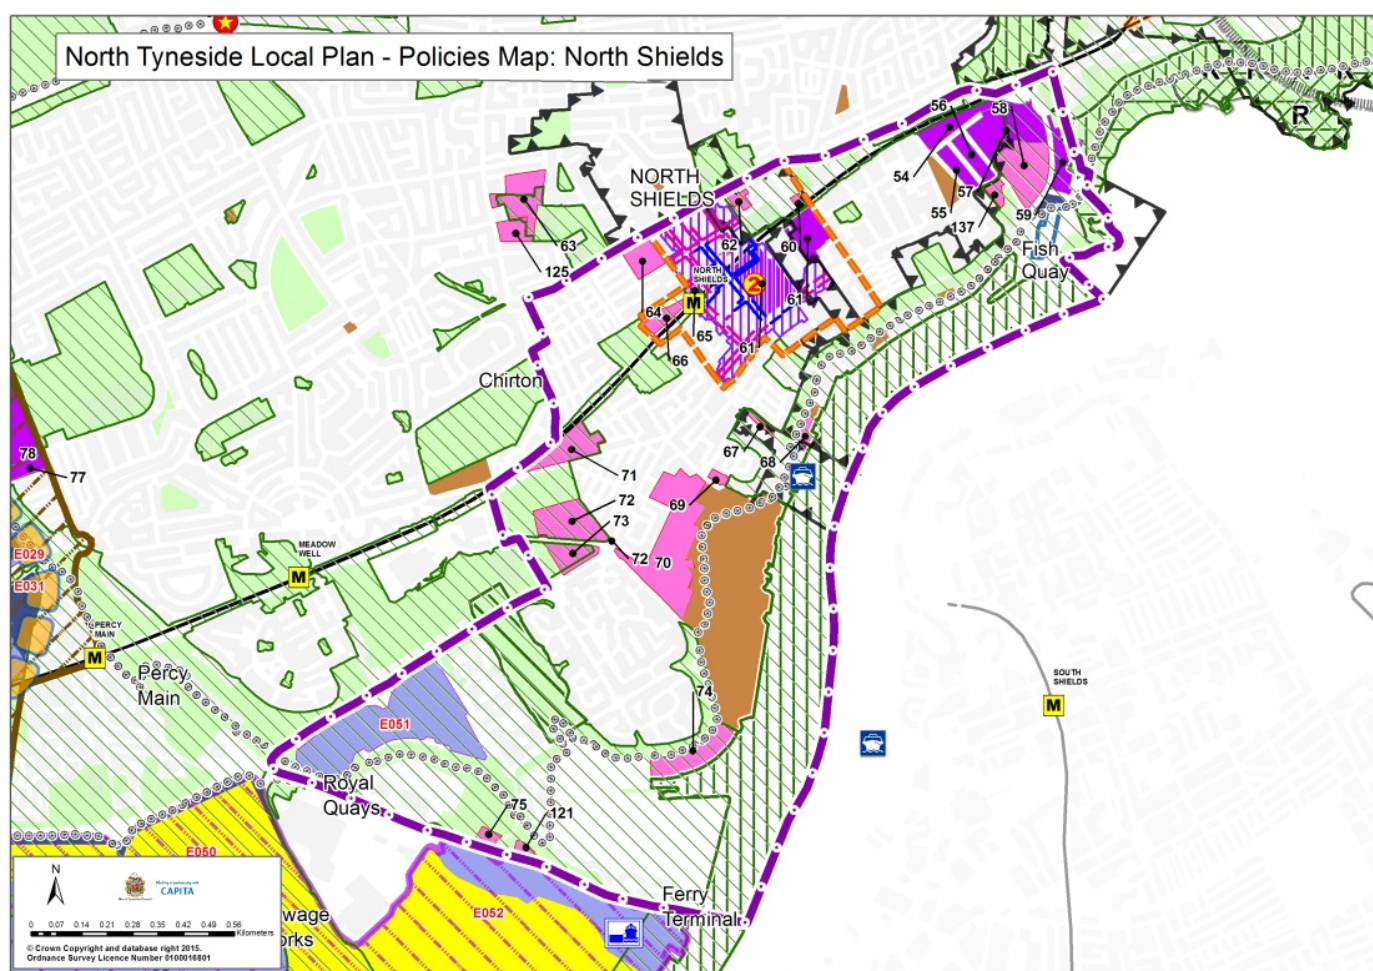 North Tyneside Local Plan - Policies Map: North Shields
R
56
58
54
57
55
137
59
Fish
Quay
NORTH
SHIELDS
63
125
62
60
NORTH
SHIELDS
2
M
61
64
65
61
66
Chirton
67
68
71
69
72
73
72
70
78
77
E029
E031
MEADOW
WELL
M
PERCY
MAIN
M
Percy
Main
74
SOUTH
SHIELDS
M
E051
Royal
Quays
75
121
E050
E052
Ferry
Terminal
wage
orks
N
CAPITA
0 0.07 0.14 0.21 0.28 0.35 0.42 0.49 0.56
Kilometers
© Crown Copyright and database right 2015.
Ordnance Survey Licence Number 0100016801